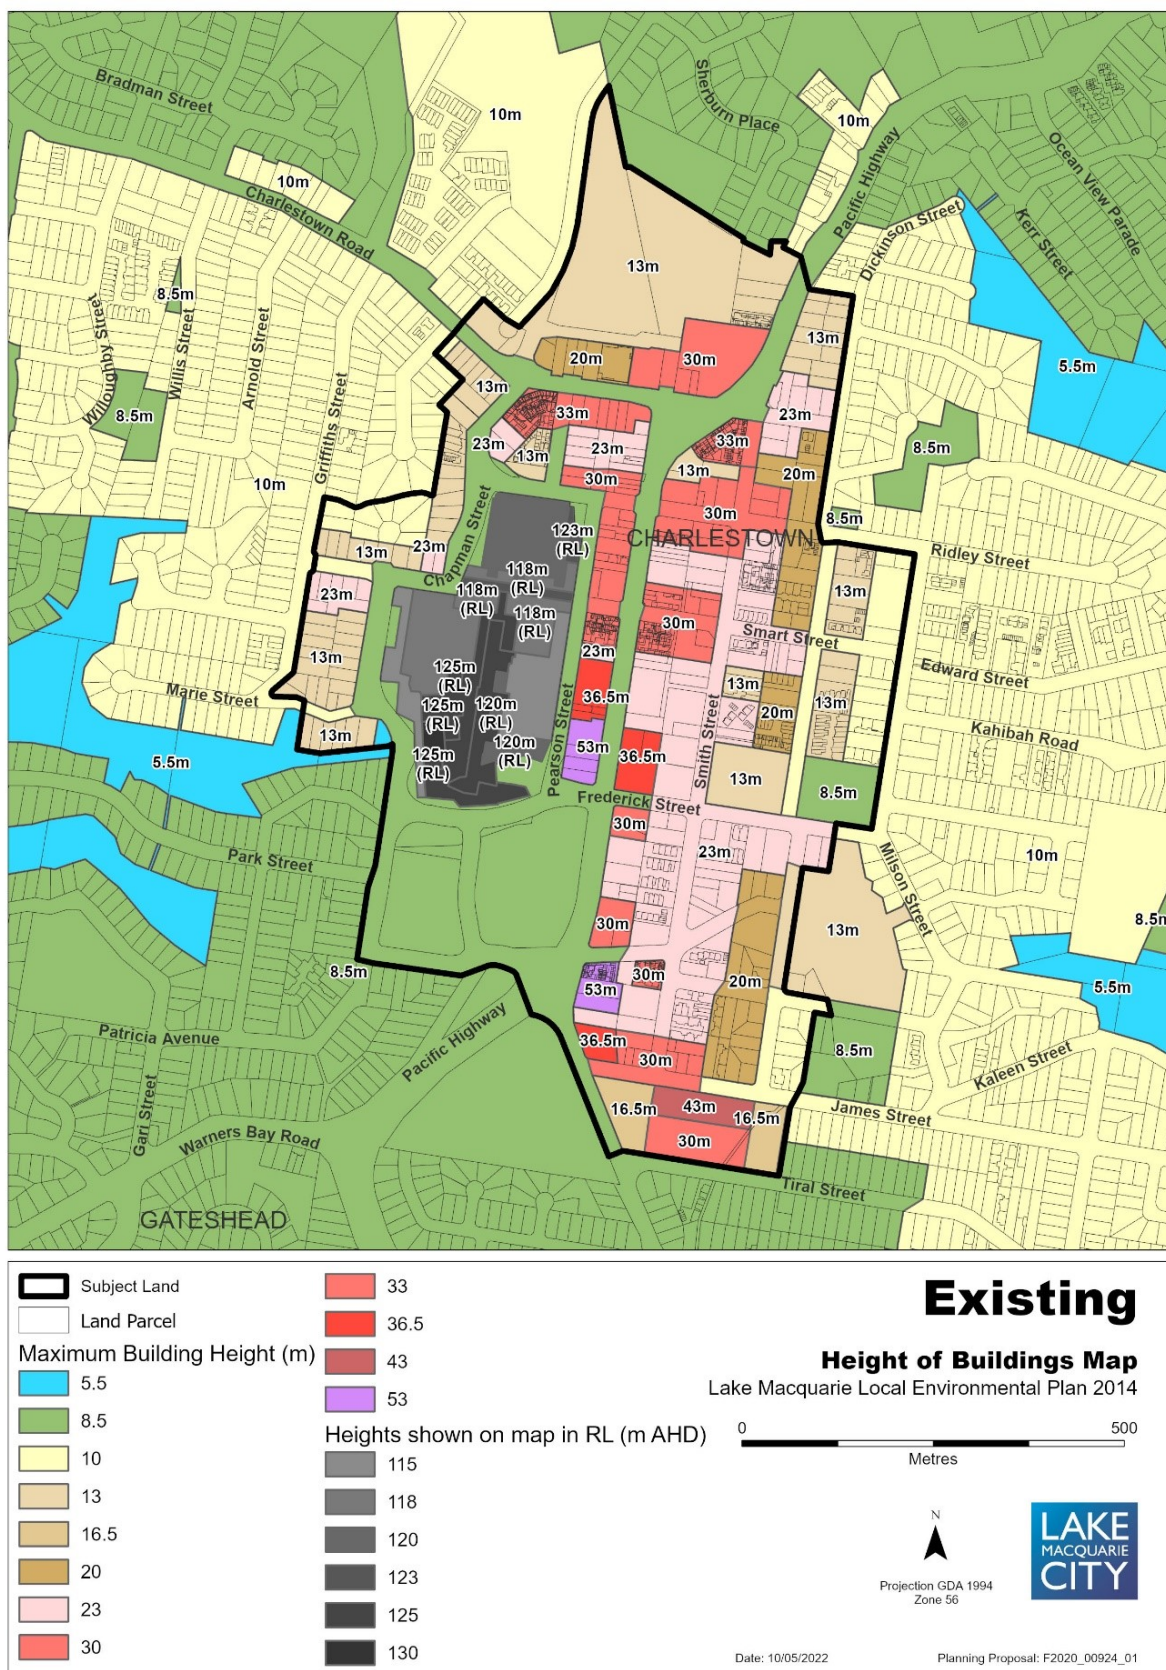 Bradman Street
10m
Sherburn Place
10m
Pacific Highway
Ocean View Parade
10m
Charlestown Road
Dickinson Street
Kerr Street
13m
8.5m
Willoughby Street
Willis Street
Arnold Street
Griffiths Street
13m
5.5m
20m
30m
13m
8.5m
33m
23m
23m
13m
23m
33m
8.5m
30m
13m
20m
10m
30m
8.5m
Chapman Street
123m
(RL)
CHARLESTOWN
Ridley Street
13m
23m
118m
(RL)
118m
(RL)
118m
(RL)
13m
23m
30m
Smart Street
23m
13m
125m
(RL)
13m
Edward Street
Marie Street
36.5m
125m
(RL)
120m
(RL)
Pearson Street
Smith Street
20m
13m
Kahibah Road
13m
53m
120m
(RL)
36.5m
5.5m
125m
(RL)
13m
8.5m
Frederick Street
30m
Park Street
23m
Milson Street
10m
30m
13m
8.5m
8.5m
30m
20m
53m
5.5m
Patricia Avenue
Pacific Highway
36.5m
30m
8.5m
Kaleen Street
Gari Street
Warners Bay Road
16.5m
43m
16.5m
James Street
30m
Tiral Street
GATESHEAD
Subject Land
Land Parcel
Maximum Building Height (m)
5.5
8.5
10
13
16.5
20
23
30
33
36.5
43
53
Heights shown on map in RL (m AHD)
115
118
120
123
125
130
Existing
Height of Buildings Map
Lake Macquarie Local Environmental Plan 2014
0 500
Metres
N
Projection GDA 1994
Zone 56
LAKE
MACQUARIE
CITY
Date: 10/05/2022
Planning Proposal: F2020_00924_01